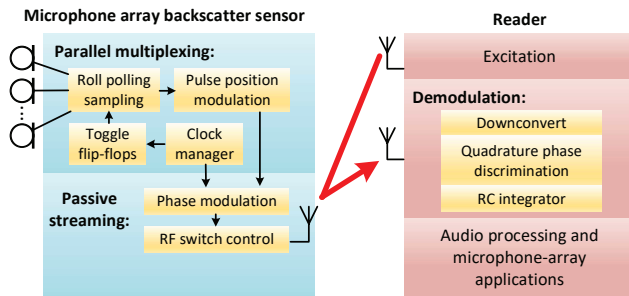 Microphone array backscatter sensor
Parallel multiplexing:
Roll polling
sampling
Pulse position
modulation
Toggle
flip-flops
Clock
manager
Passive
streaming:
Phase modulation
RF switch control
Reader
Excitation
Demodulation:
Downconvert
Quadrature phase
discrimination
RC integrator
Audio processing and
microphone-array
applications